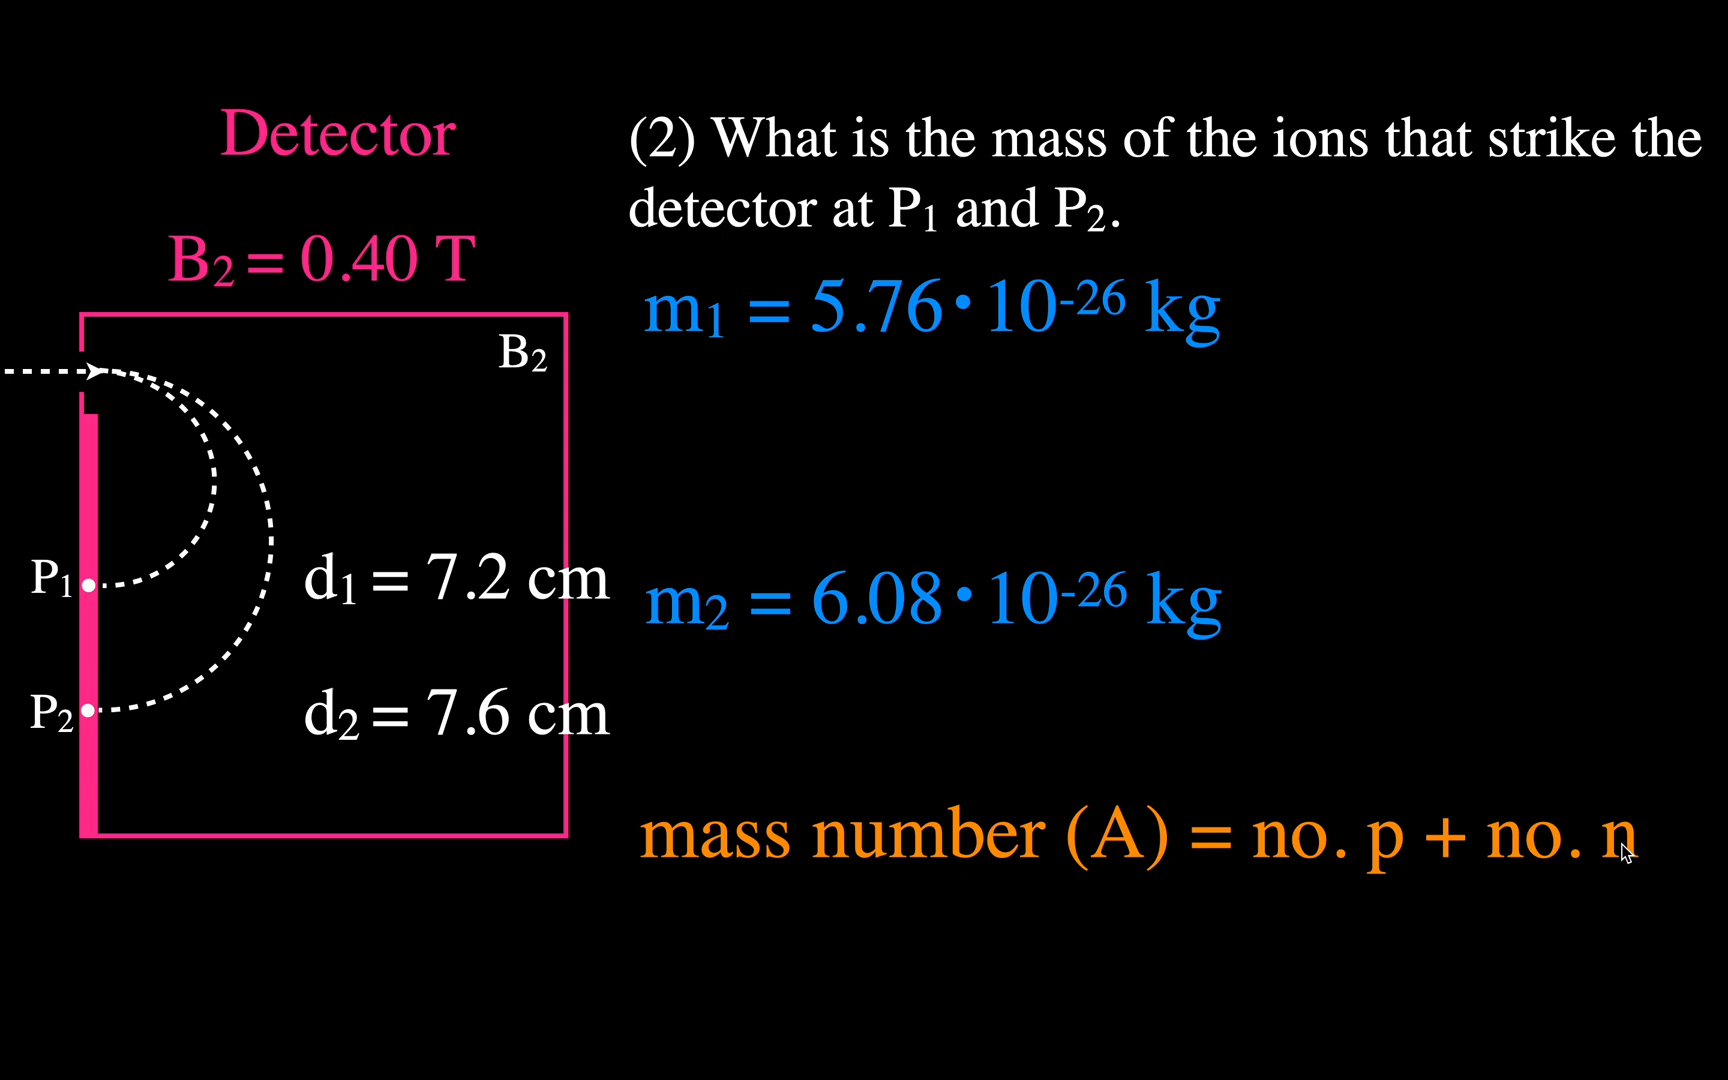 Detector
B₂ = 0.40 T
B₂
P₁
P₂
d₁ = 7.2 cm
d₂ = 7.6 cm
(2) What is the mass of the ions that strike the
detector at P₁ and P₂.
m₁ = 5.76·10⁻²⁶ kg
m₂ = 6.08·10⁻²⁶ kg
mass number (A) = no. p + no. n